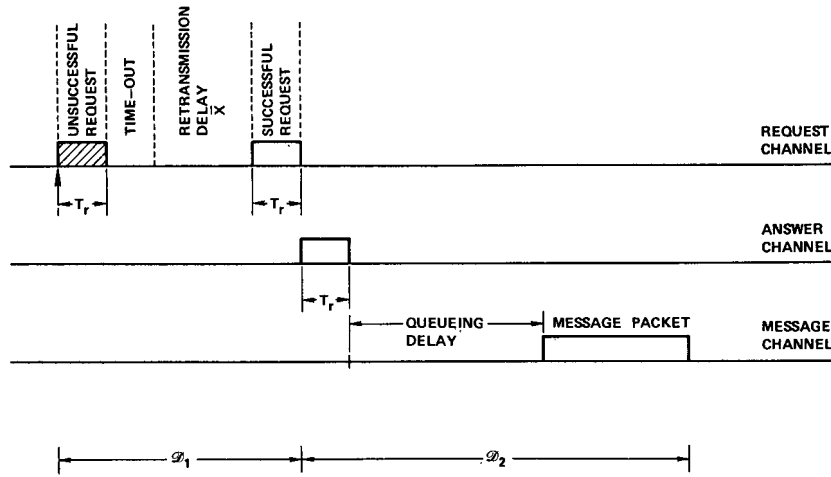 UNSUCCESSFUL
REQUEST
TIME-OUT
RETRANSMISSION
DELAY
X̄
SUCCESSFUL
REQUEST
REQUEST
CHANNEL
Tr
Tr
ANSWER
CHANNEL
Tr
QUEUEING
DELAY
MESSAGE PACKET
MESSAGE
CHANNEL
𝒟1
𝒟2